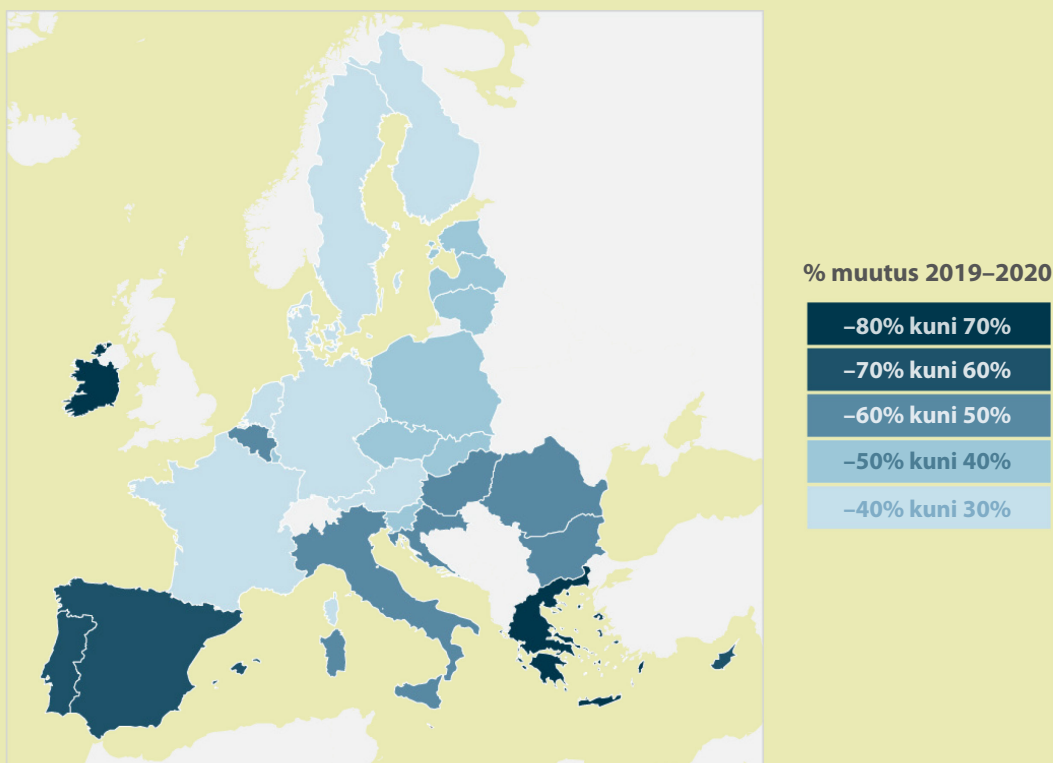 % muutus 2019–2020
–80% kuni 70%
–70% kuni 60%
–60% kuni 50%
–50% kuni 40%
–40% kuni 30%